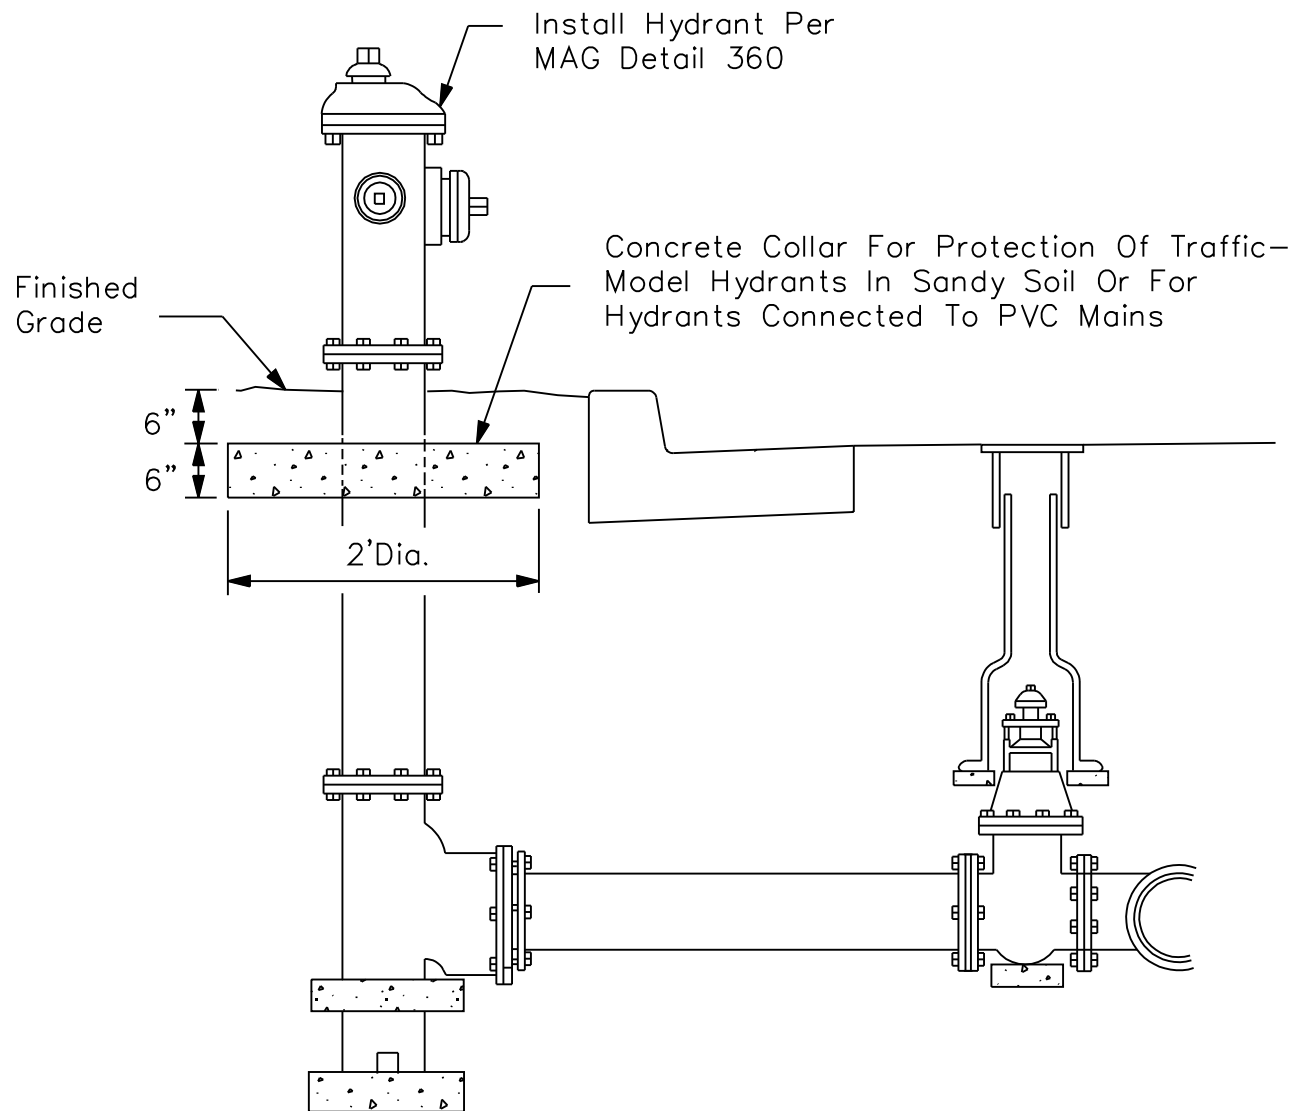 Install Hydrant Per
MAG Detail 360
Concrete Collar For Protection Of Traffic-
Model Hydrants In Sandy Soil Or For
Hydrants Connected To PVC Mains
Finished
Grade
6"
6"
2'Dia.